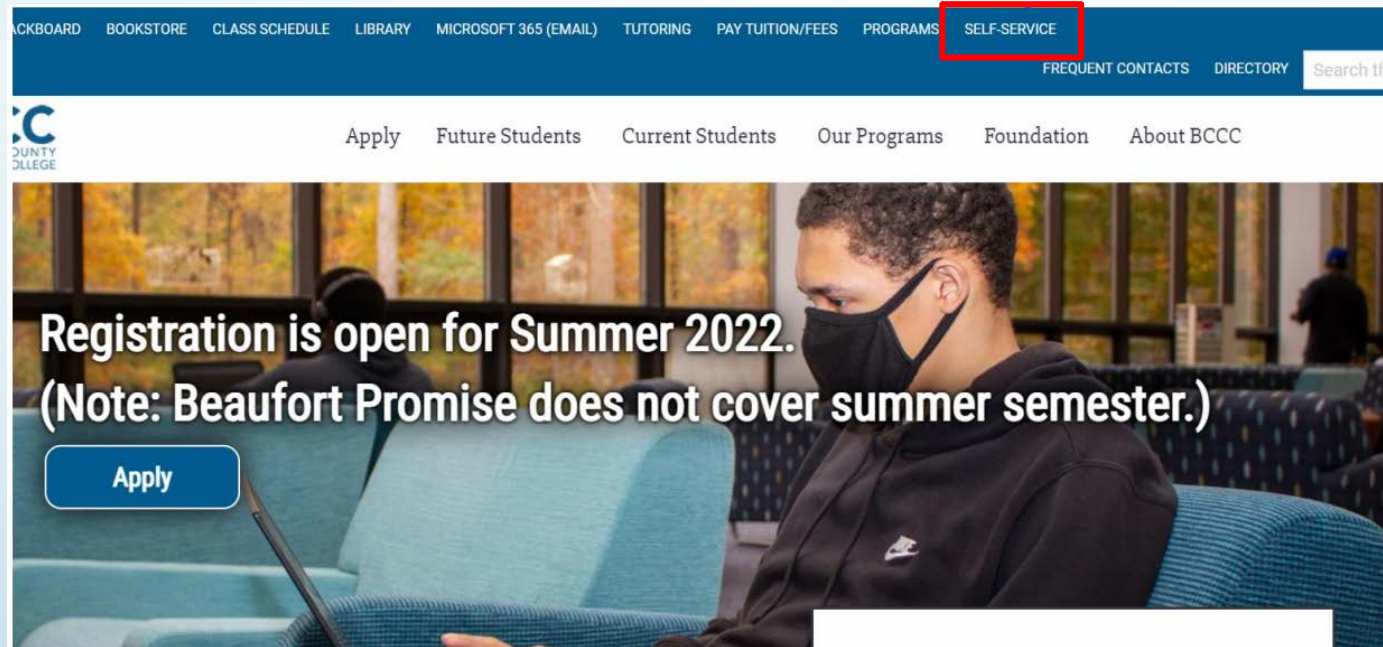 BOOKSTORE CLASS SCHEDULE LIBRARY MICROSOFT 365 (EMAIL) TUTORING PAY TUITION/FEES PROGRAMS SELF-SERVICE
FREQUENT CONTACTS DIRECTORY Search
Apply Future Students Current Students Our Programs Foundation About BCCC
Registration is open for Summer 2022.
(Note: Beaufort Promise does not cover summer semester.)
Apply